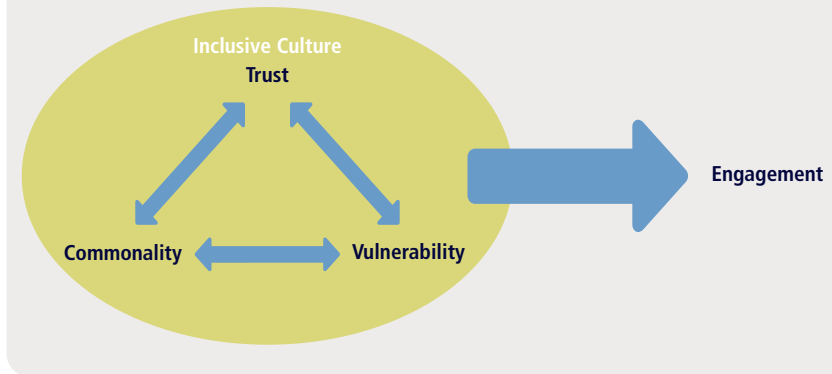 Inclusive Culture
Trust
Engagement
Commonality
Vulnerability